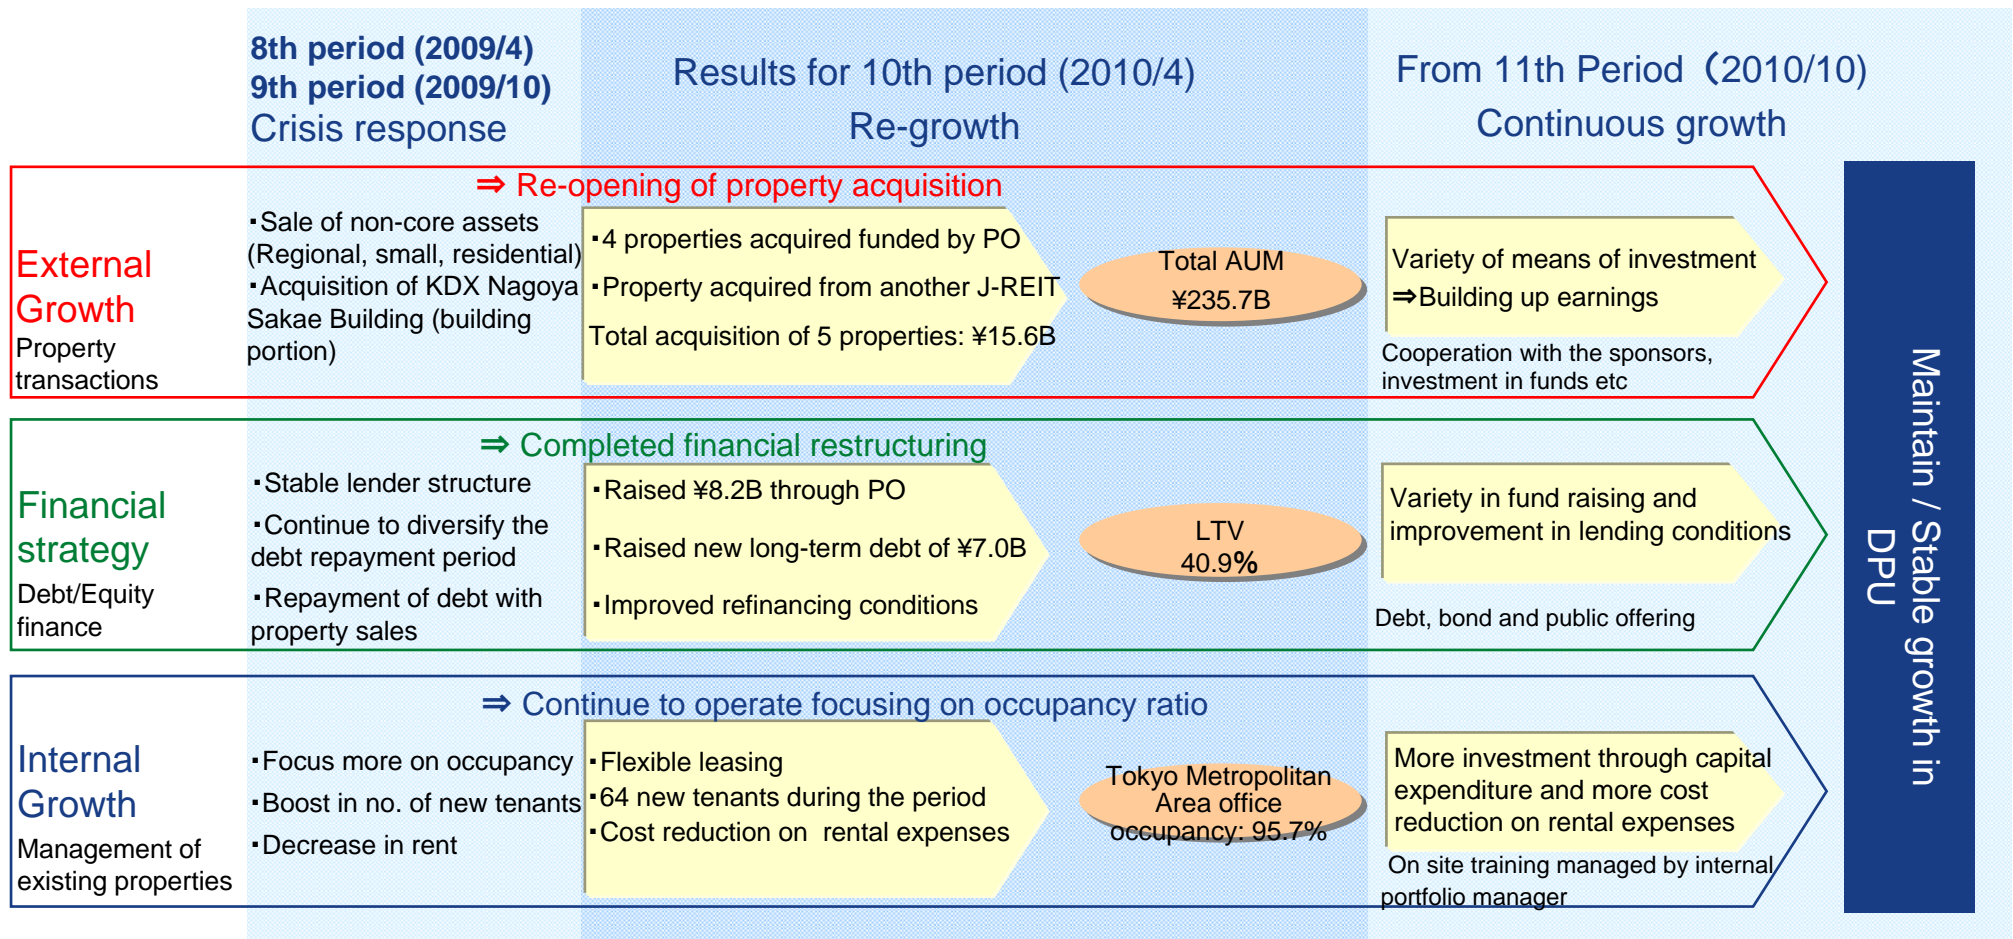 8th period (2009/4)
9th period (2009/10)
Crisis response
Results for 10th period (2010/4)
Re-growth
From 11th Period（2010/10)
Continuous growth
External
Growth
Property
transactions
⇒ Re-opening of property acquisition
・Sale of non-core assets
(Regional, small, residential)
・Acquisition of KDX Nagoya
Sakae Building (building
portion)
・4 properties acquired funded by PO
・Property acquired from another J-REIT
Total acquisition of 5 properties: ¥15.6B
Total AUM
¥235.7B
Variety of means of investment
⇒Building up earnings
Cooperation with the sponsors,
investment in funds etc
Financial
strategy
Debt/Equity
finance
⇒ Completed financial restructuring
・Stable lender structure
・Continue to diversify the
debt repayment period
・Repayment of debt with
property sales
・Raised ¥8.2B through PO
・Raised new long-term debt of ¥7.0B
・Improved refinancing conditions
LTV
40.9%
Variety in fund raising and
improvement in lending conditions
Debt, bond and public offering
Internal
Growth
Management of
existing properties
⇒ Continue to operate focusing on occupancy ratio
・Focus more on occupancy
・Boost in no. of new tenants
・Decrease in rent
・Flexible leasing
・64 new tenants during the period
・Cost reduction on  rental expenses
Tokyo Metropolitan
Area office
occupancy: 95.7%
More investment through capital
expenditure and more cost
reduction on rental expenses
On site training managed by internal
portfolio manager
Maintain / Stable growth in
DPU